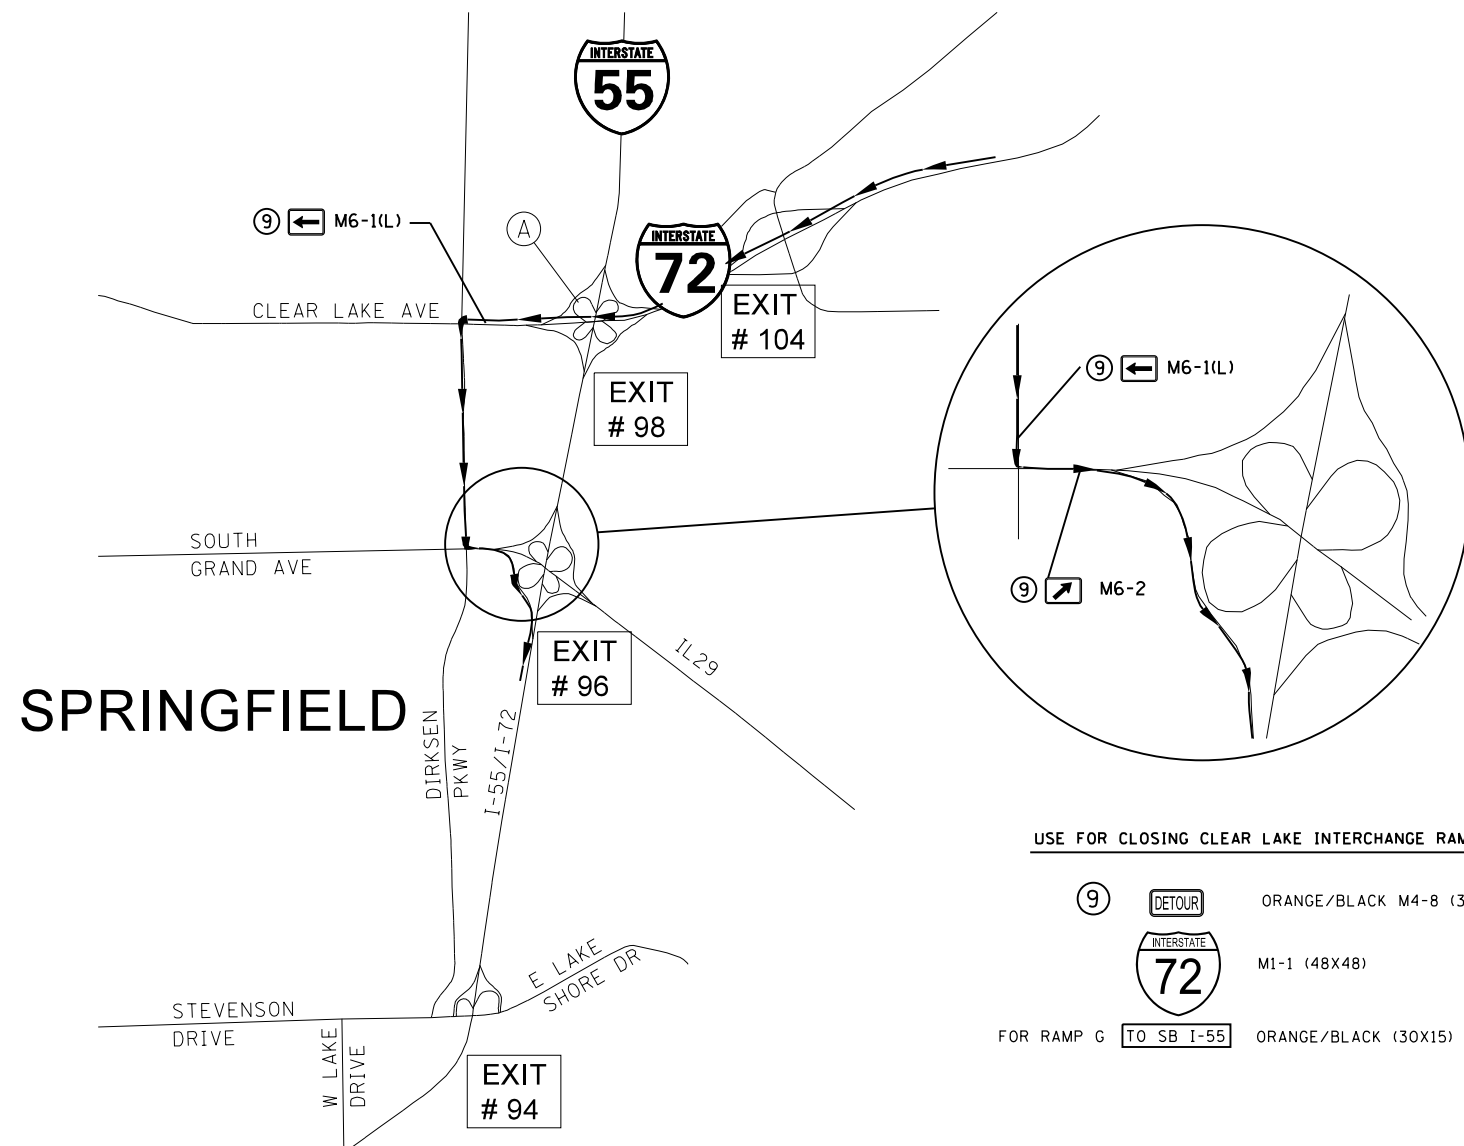 INTERSTATE
55
9 ← M6-1(L)
A
INTERSTATE
72
CLEAR LAKE AVE
EXIT
# 104
EXIT
# 98
9 ← M6-1(L)
SOUTH
GRAND AVE
9 ↗ M6-2
EXIT
# 96
IL29
SPRINGFIELD
DIRKSEN
PKWY
I-55/I-72
USE FOR CLOSING CLEAR LAKE INTERCHANGE RAM
9 DETOUR ORANGE/BLACK M4-8 (3
INTERSTATE
72
M1-1 (48X48)
E LAKE
SHORE DR
STEVENSON
DRIVE
FOR RAMP G TO SB I-55 ORANGE/BLACK (30X15)
W LAKE
DRIVE
EXIT
# 94